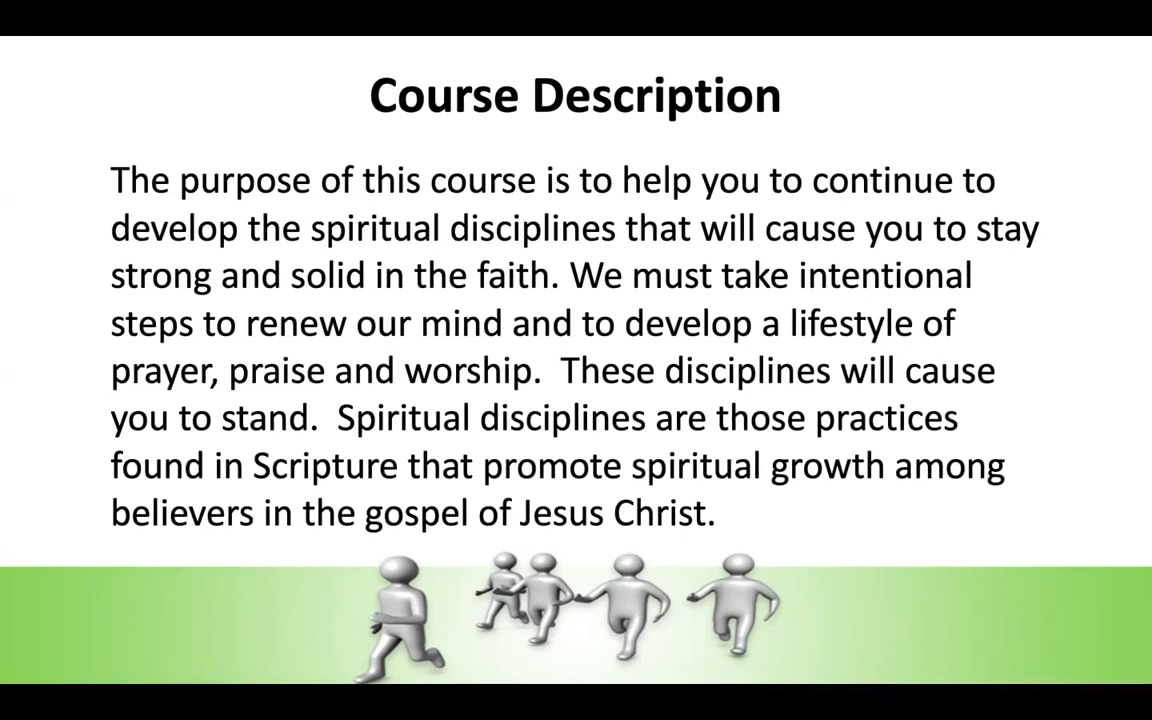 Course Description
The purpose of this course is to help you to continue to
develop the spiritual disciplines that will cause you to stay
strong and solid in the faith. We must take intentional
steps to renew our mind and to develop a lifestyle of
prayer, praise and worship.  These disciplines will cause
you to stand.  Spiritual disciplines are those practices
found in Scripture that promote spiritual growth among
believers in the gospel of Jesus Christ.